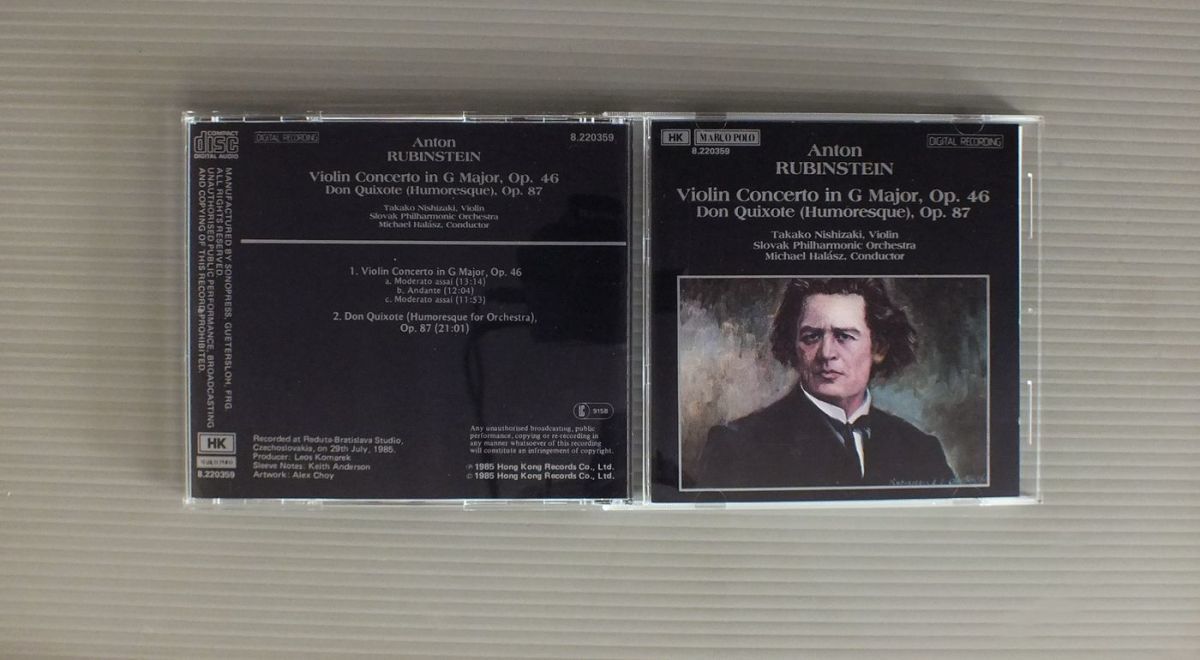 COMPACT
disc
DIGITAL AUDIO
DIGITAL RECORDING
8.220359
Anton
RUBINSTEIN
Violin Concerto in G Major, Op. 46
Don Quixote (Humoresque), Op. 87
Takako Nishizaki, Violin
Slovak Philharmonic Orchestra
Michael Halász, Conductor
1. Violin Concerto in G Major, Op. 46
a. Moderato assai (13:14)
b. Andante (12:04)
c. Moderato assai (11:53)
2. Don Quixote (Humoresque for Orchestra),
Op. 87 (21:01)
MANUFACTURED BY SONOPRESS, GUETERSLOH, FRG.
ALL RIGHTS RESERVED.
UNAUTHORISED PUBLIC PERFORMANCE, BROADCASTING
AND COPYING OF THIS RECORD PROHIBITED.
HK
MARCO POLO
8.220359
Recorded at Reduta-Bratislava Studio,
Czechoslovakia, on 29th July, 1985.
Producer: Leos Komarek
Sleeve Notes: Keith Anderson
Artwork: Alex Choy
LC 9158
Any unauthorised broadcasting, public
performance, copying or re-recording in
any manner whatsoever of this recording
will constitute an infringement of copyright.
℗ 1985 Hong Kong Records Co., Ltd.
© 1985 Hong Kong Records Co., Ltd.
HK MARCO POLO
8.220359
DIGITAL RECORDING
Anton
RUBINSTEIN
Violin Concerto in G Major, Op. 46
Don Quixote (Humoresque), Op. 87
Takako Nishizaki, Violin
Slovak Philharmonic Orchestra
Michael Halász, Conductor